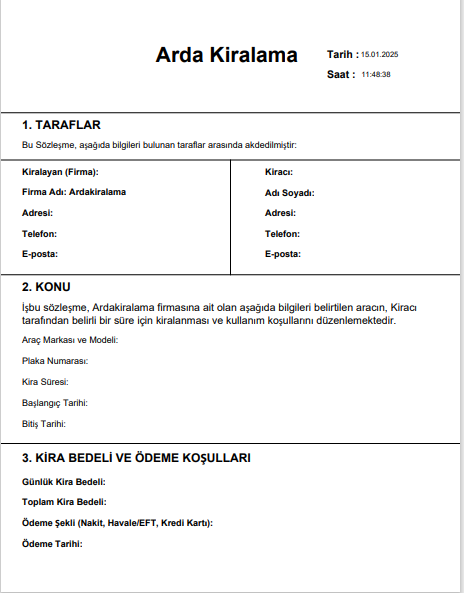 Arda Kiralama
Tarih : 15.01.2025
Saat : 11:48:38
1. TARAFLAR
Bu Sözleşme, aşağıda bilgileri bulunan taraflar arasında akdedilmiştir:
Kiralayan (Firma):
Firma Adı: Ardakiralama
Adresi:
Telefon:
E-posta:
Kiracı:
Adı Soyadı:
Adresi:
Telefon:
E-posta:
2. KONU
İşbu sözleşme, Ardakiralama firmasına ait olan aşağıda bilgileri belirtilen aracın, Kiracı
tarafından belirli bir süre için kiralanması ve kullanım koşullarını düzenlemektedir.
Araç Markası ve Modeli:
Plaka Numarası:
Kira Süresi:
Başlangıç Tarihi:
Bitiş Tarihi:
3. KİRA BEDELİ VE ÖDEME KOŞULLARI
Günlük Kira Bedeli:
Toplam Kira Bedeli:
Ödeme Şekli (Nakit, Havale/EFT, Kredi Kartı):
Ödeme Tarihi: